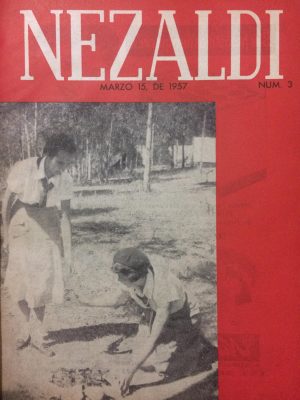 NEZALDI
MARZO 15, DE 1957 NUM. 3